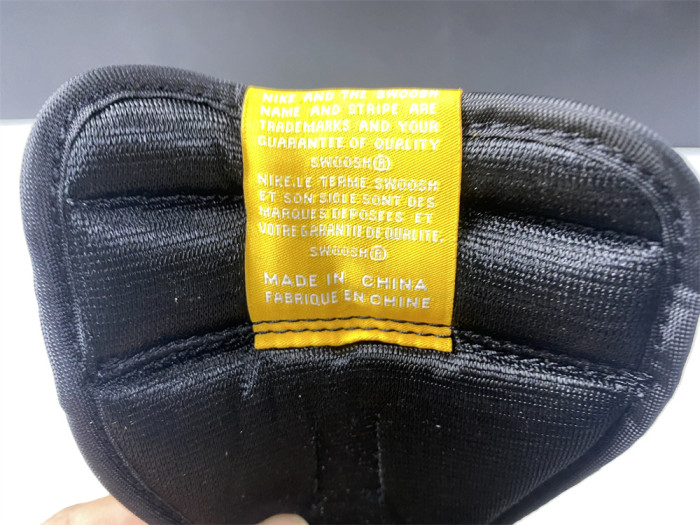 NIKE AND THE SWOOSH
NAME AND STRIPE ARE
TRADEMARKS AND YOUR
GUARANTEE OF QUALITY
SWOOSH®
NIKE.LE TERME SWOOSH
ET SON SIGLE SONT DES
MARQUES DEPOSEES ET
VOTRE GARANTIE DE QUALITE.
SWOOSH®
MADE IN CHINA
FABRIQUE EN CHINE